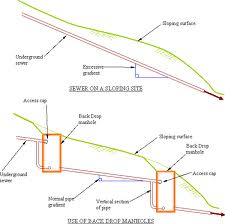 Sloping surface
Underground
sewer
Excessive
gradient
SEWER ON A SLOPING SITE
Access cap
Back Drop
manhole
Sloping surface
Back Drop
Manhole
Access cap
Underground
sewer
Normal pipe
gradient
Vertical section
of pipe
USE OF BACK DROP MANHOLES